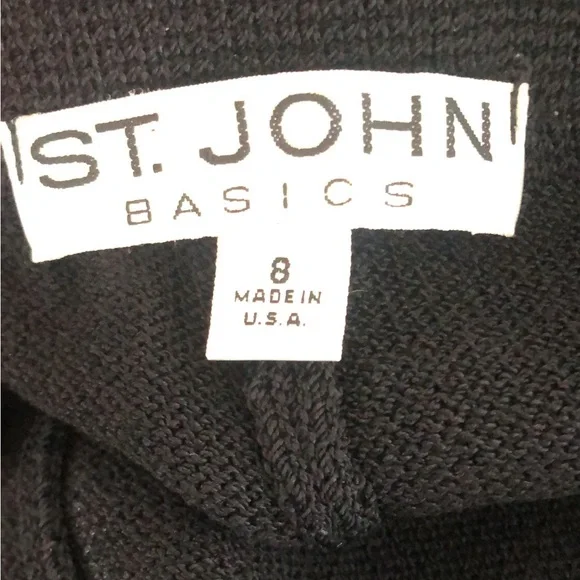 ST. JOHN
BASICS
8
MADE IN
U.S.A.